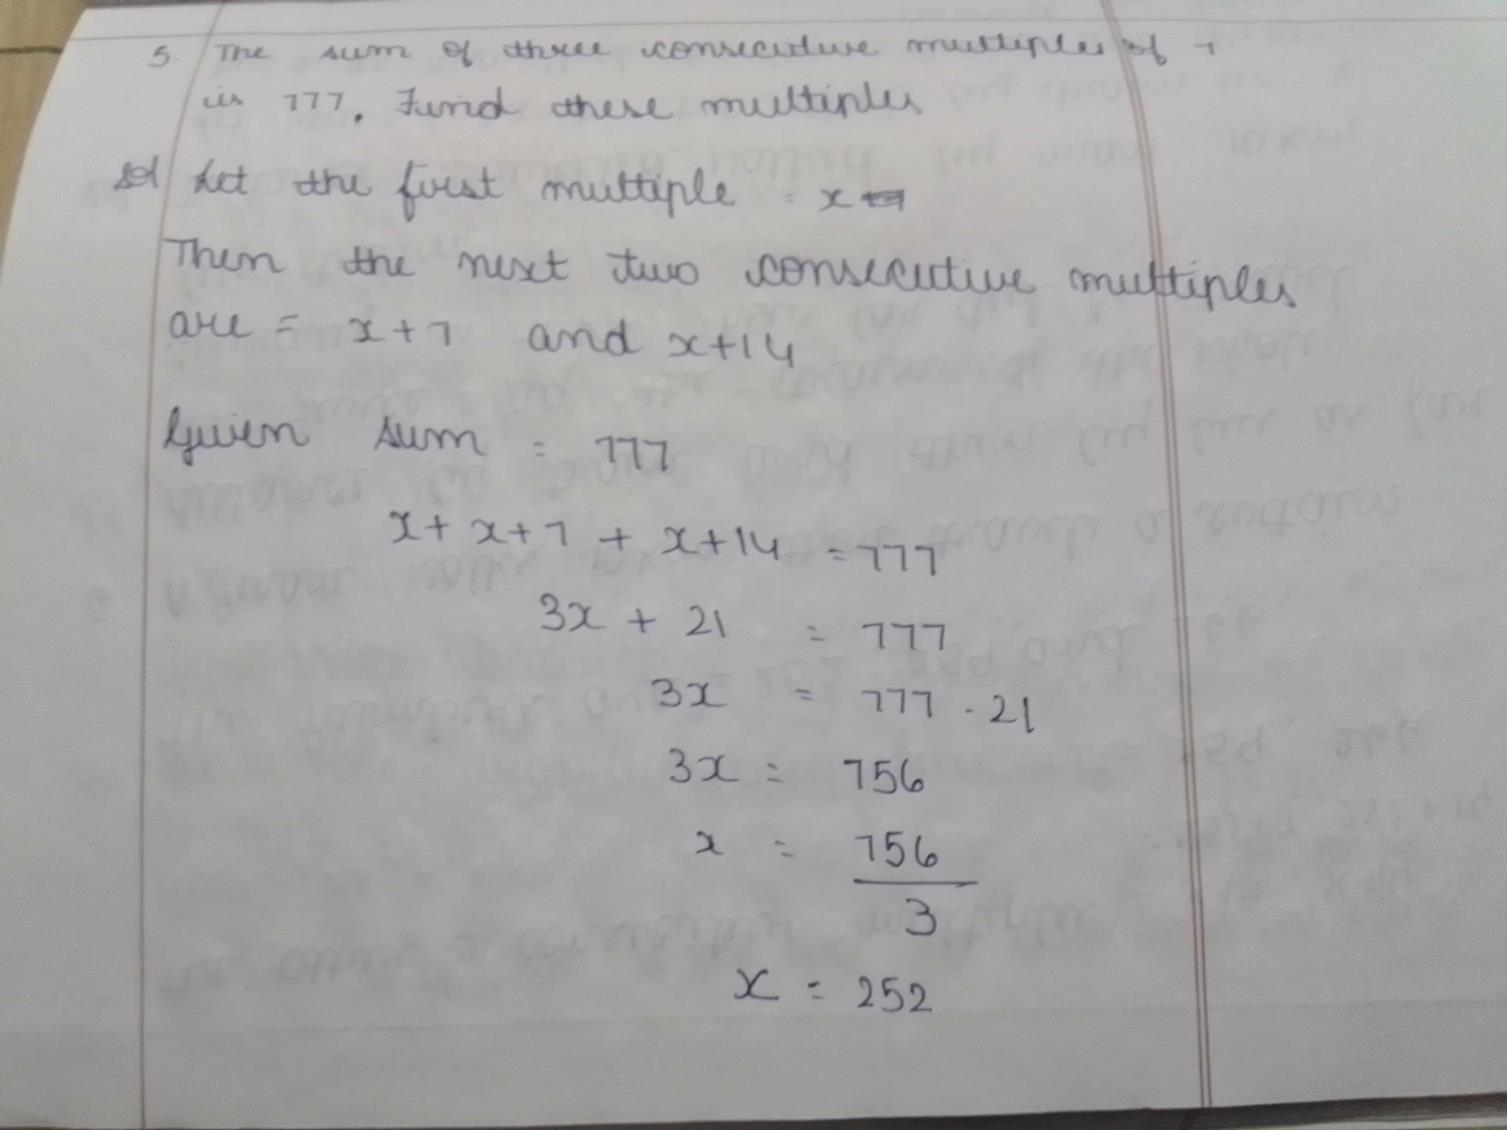 5. The sum of three consecutive multiples of 7
is 777. Find these multiples
Sol Let the first multiple = x
Then the next two consecutive multiples
are = x+7 and x+14
Given sum = 777
x + x+7 + x+14 = 777
3x + 21 = 777
3x = 777 - 21
3x = 756
x = 756
3
x = 252